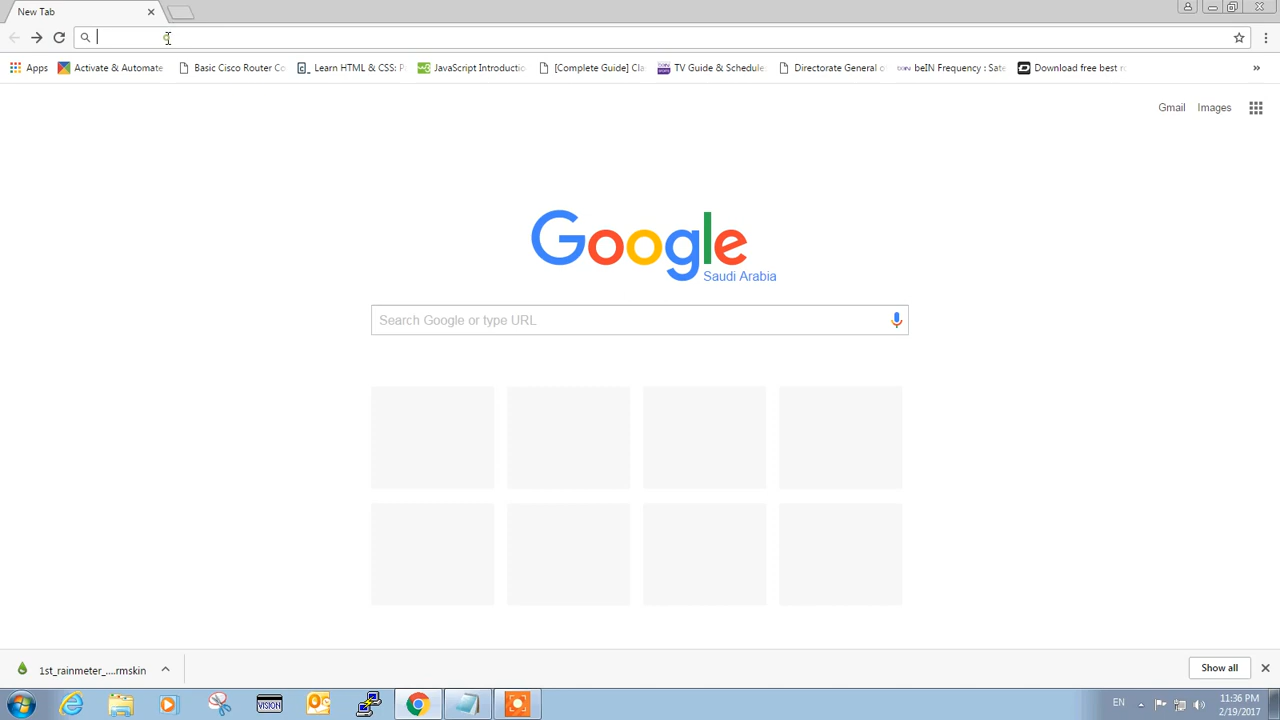 New Tab
Apps
Activate & Automate
Basic Cisco Router Co
Learn HTML & CSS: P
JavaScript Introductio
[Complete Guide] Cla
TV Guide & Schedule
Directorate General o
beIN Frequency : Sate
Download free best r
»
Gmail
Images
Google
Saudi Arabia
Search Google or type URL
1st_rainmeter_....rmskin
Show all
VISION
EN
11:36 PM
2/19/2017